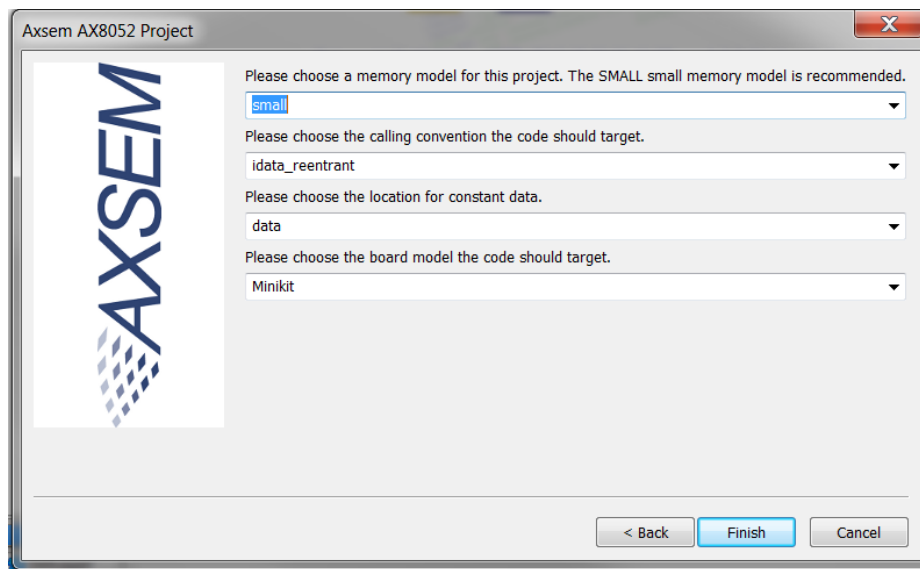 Axsem AX8052 Project
X
AXSEM
Please choose a memory model for this project. The SMALL small memory model is recommended.
small
Please choose the calling convention the code should target.
idata_reentrant
Please choose the location for constant data.
data
Please choose the board model the code should target.
Minikit
< Back
Finish
Cancel